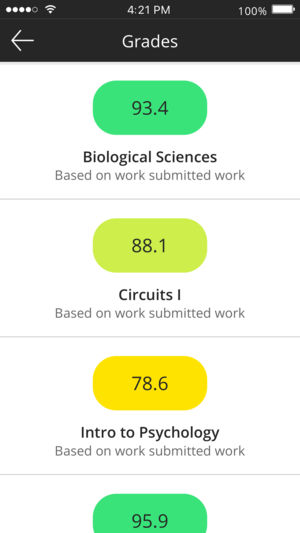 4:21 PM 100%
Grades
93.4
Biological Sciences
Based on work submitted work
88.1
Circuits I
Based on work submitted work
78.6
Intro to Psychology
Based on work submitted work
95.9